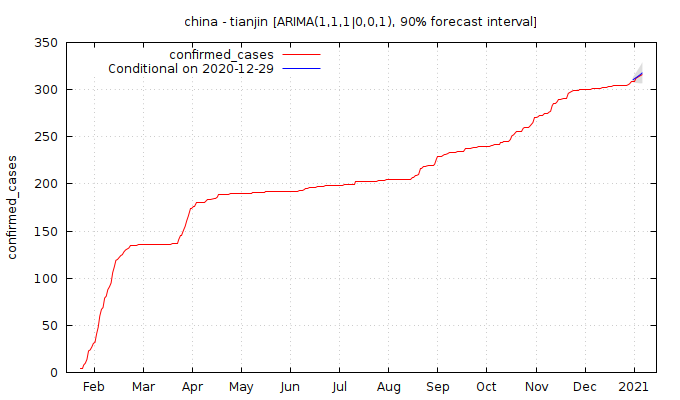 china - tianjin [ARIMA(1,1,1|0,0,1), 90% forecast interval]
confirmed_cases
Conditional on 2020-12-29
confirmed_cases
350
300
250
200
150
100
50
0
Feb Mar Apr May Jun Jul Aug Sep Oct Nov Dec 2021